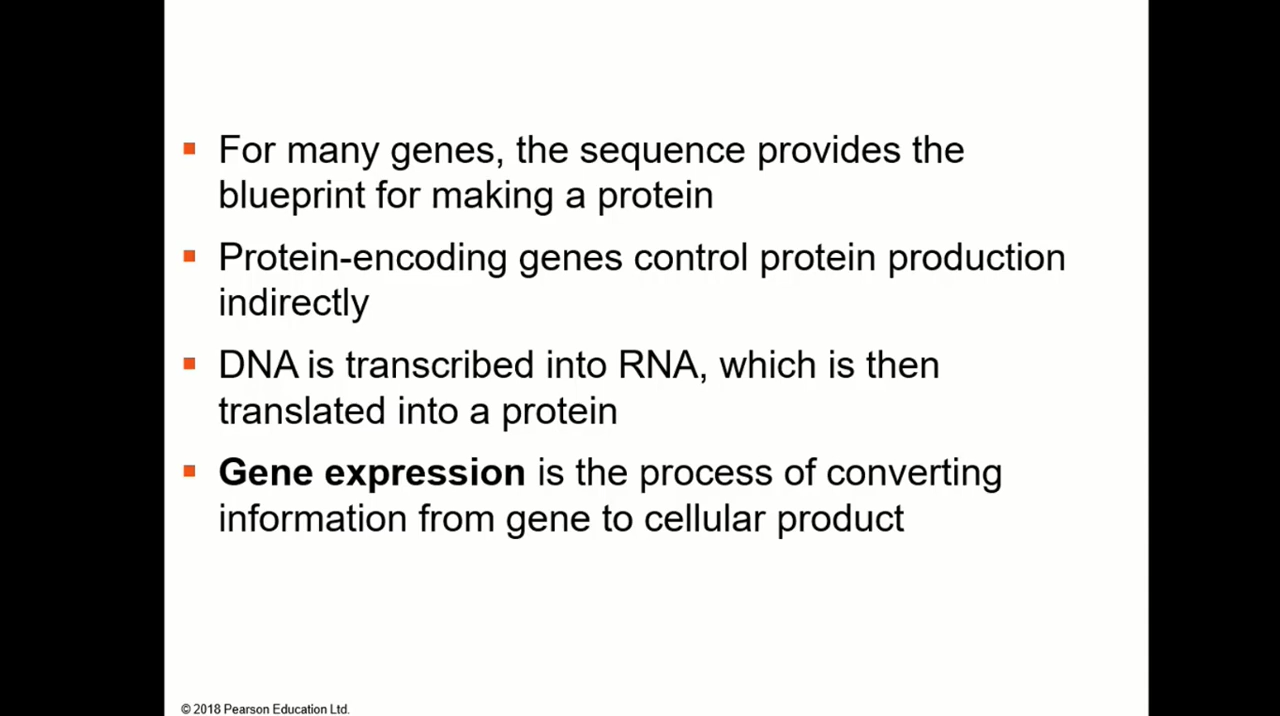 For many genes, the sequence provides the
blueprint for making a protein
Protein-encoding genes control protein production
indirectly
DNA is transcribed into RNA, which is then
translated into a protein
Gene expression is the process of converting
information from gene to cellular product
© 2018 Pearson Education Ltd.